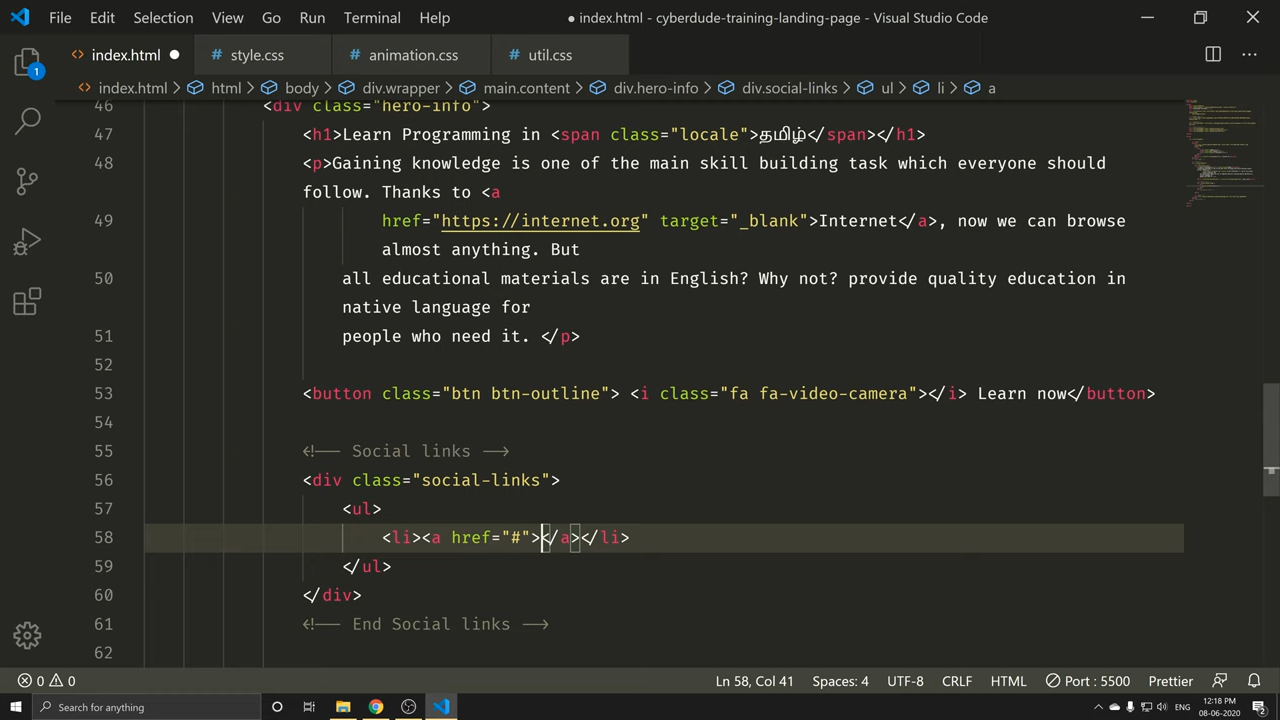 File Edit Selection View Go Run Terminal Help ● index.html - cyberdude-training-landing-page - Visual Studio Code
<> index.html ● # style.css # animation.css # util.css
<> index.html > html > body > div.wrapper > main.content > div.hero-info > div.social-links > ul > li > a
46 <div class="hero-info">
47 <h1>Learn Programming in <span class="locale">தமிழ்</span></h1>
48 <p>Gaining knowledge is one of the main skill building task which everyone should
follow. Thanks to <a
49 href="https://internet.org" target="_blank">Internet</a>, now we can browse
almost anything. But
50 all educational materials are in English? Why not? provide quality education in
native language for
51 people who need it. </p>
52
53 <button class="btn btn-outline"> <i class="fa fa-video-camera"></i> Learn now</button>
54
55 <!-- Social links -->
56 <div class="social-links">
57 <ul>
58 <li><a href="#"></a></li>
59 </ul>
60 </div>
61 <!-- End Social links -->
62
1
0 0 Ln 58, Col 41 Spaces: 4 UTF-8 CRLF HTML Port : 5500 Prettier
Search for anything ENG 12:18 PM
08-06-2020 2